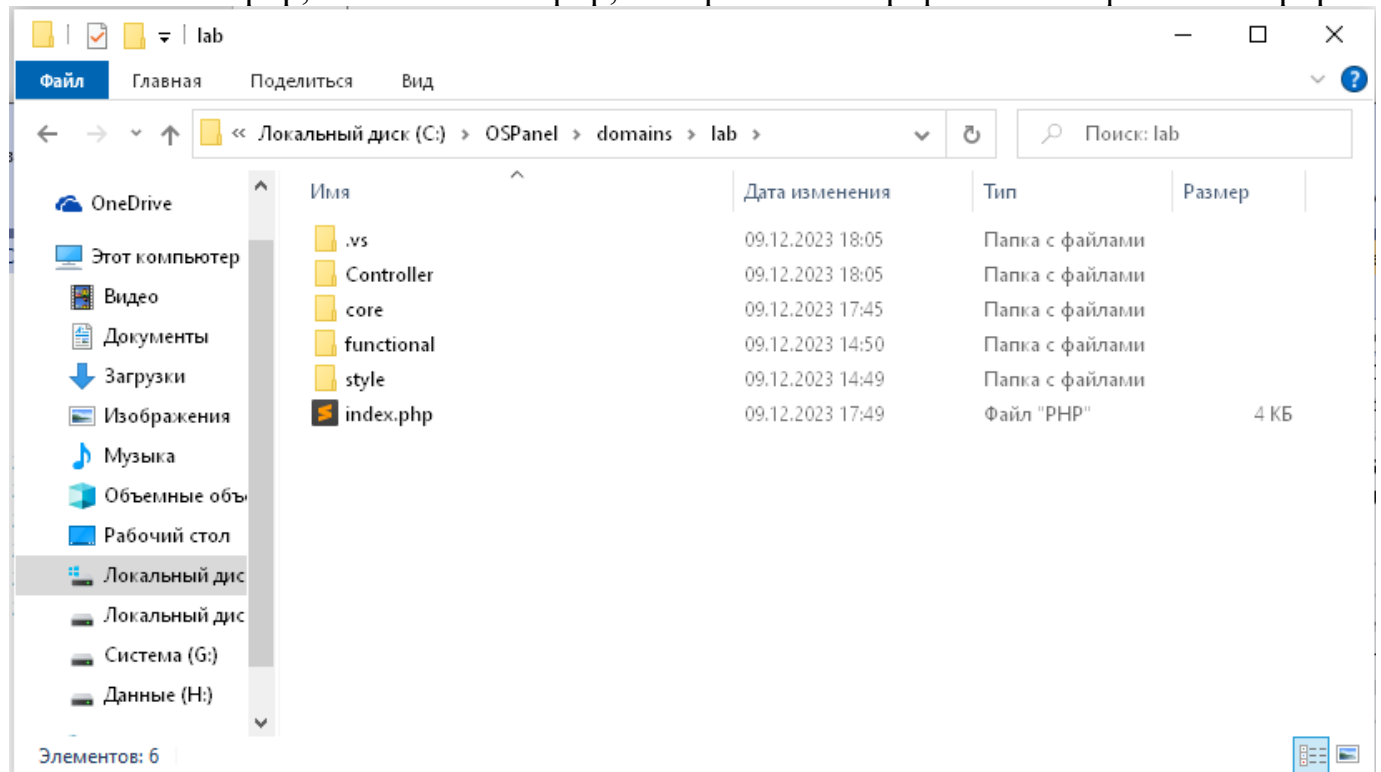 lab
Файл Главная Поделиться Вид
« Локальный диск (C:) › OSPanel › domains › lab › Поиск: lab
Имя Дата изменения Тип Размер
OneDrive
Этот компьютер
Видео
Документы
Загрузки
Изображения
Музыка
Объемные объ
Рабочий стол
Локальный дис
Локальный дис
Система (G:)
Данные (H:)
.vs 09.12.2023 18:05 Папка с файлами
Controller 09.12.2023 18:05 Папка с файлами
core 09.12.2023 17:45 Папка с файлами
functional 09.12.2023 14:50 Папка с файлами
style 09.12.2023 14:49 Папка с файлами
index.php 09.12.2023 17:49 Файл "PHP" 4 КБ
Элементов: 6